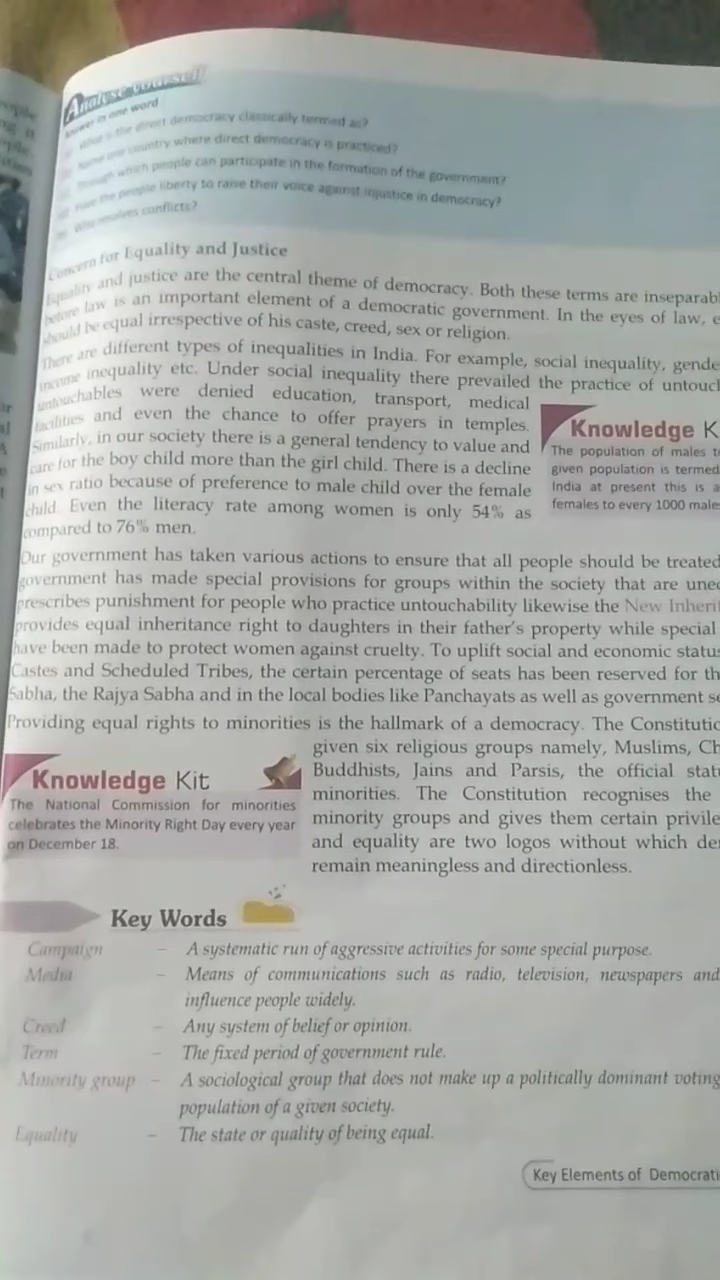 Analyse yourself
Answer in one word
What is the direct democracy classically termed as?
Name one country where direct democracy is practiced?
Through which people can participate in the formation of the government?
Have the people liberty to raise their voice against injustice in democracy?
Who resolves conflicts?
Concern for Equality and Justice
Equality and justice are the central theme of democracy. Both these terms are
before law is an important element of a democratic government. In the eyes of law,
should be equal irrespective of his caste, creed, sex or religion.
There are different types of inequalities in India. For example, social inequality,
income inequality etc. Under social inequality there prevailed the practice of
untouchables were denied education, transport, medical
facilities and even the chance to offer prayers in temples.
Similarly, in our society there is a general tendency to value and
care for the boy child more than the girl child. There is a decline
in sex ratio because of preference to male child over the female
child. Even the literacy rate among women is only 54% as
compared to 76% men.
Knowledge K
The population of males
given population is termed
India at present this is a
females to every 1000
Our government has taken various actions to ensure that all people should be treated
government has made special provisions for groups within the society that are
prescribes punishment for people who practice untouchability likewise the New
provides equal inheritance right to daughters in their father's property while special
have been made to protect women against cruelty. To uplift social and economic
Castes and Scheduled Tribes, the certain percentage of seats has been reserved for
Sabha, the Rajya Sabha and in the local bodies like Panchayats as well as government
Providing equal rights to minorities is the hallmark of a democracy. The
given six religious groups namely, Muslims,
Buddhists, Jains and Parsis, the official
minorities. The Constitution recognises the
minority groups and gives them certain
and equality are two logos without which
remain meaningless and directionless.
Knowledge Kit
The National Commission for minorities
celebrates the Minority Right Day every year
on December 18.
Key Words
Campaign – A systematic run of aggressive activities for some special purpose.
Media – Means of communications such as radio, television, newspapers and
influence people widely.
Creed – Any system of belief or opinion.
Term – The fixed period of government rule.
Minority group – A sociological group that does not make up a politically dominant voting
population of a given society.
Equality – The state or quality of being equal.
Key Elements of